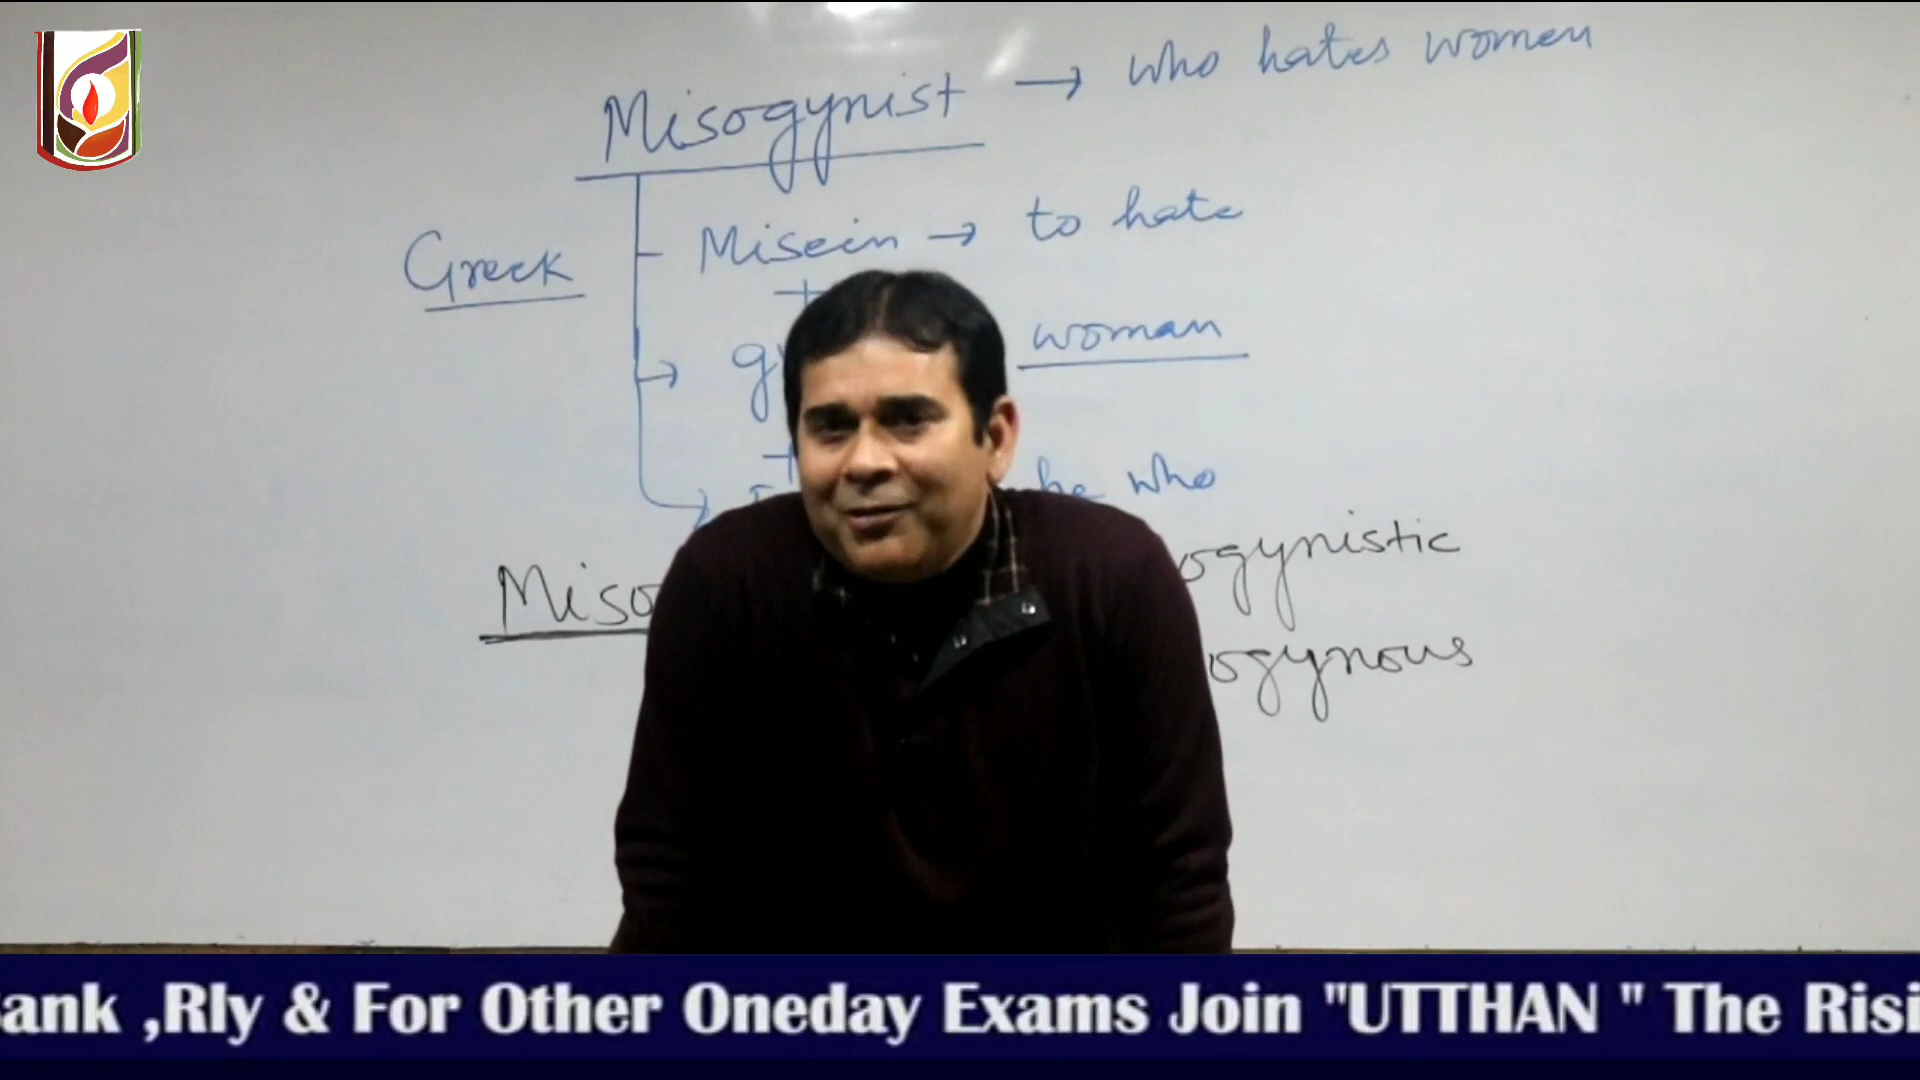 Misogynist → who hates women
Greek
Misein → to hate
+
→ woman
+
he who
ogynistic
Miso
ogynous
ank ,Rly & For Other Oneday Exams Join "UTTHAN " The Risi